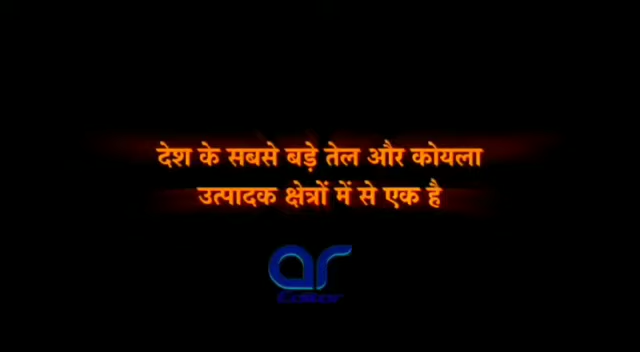 देश के सबसे बड़े तेल और कोयला
उत्पादक क्षेत्रों में से एक है
ar